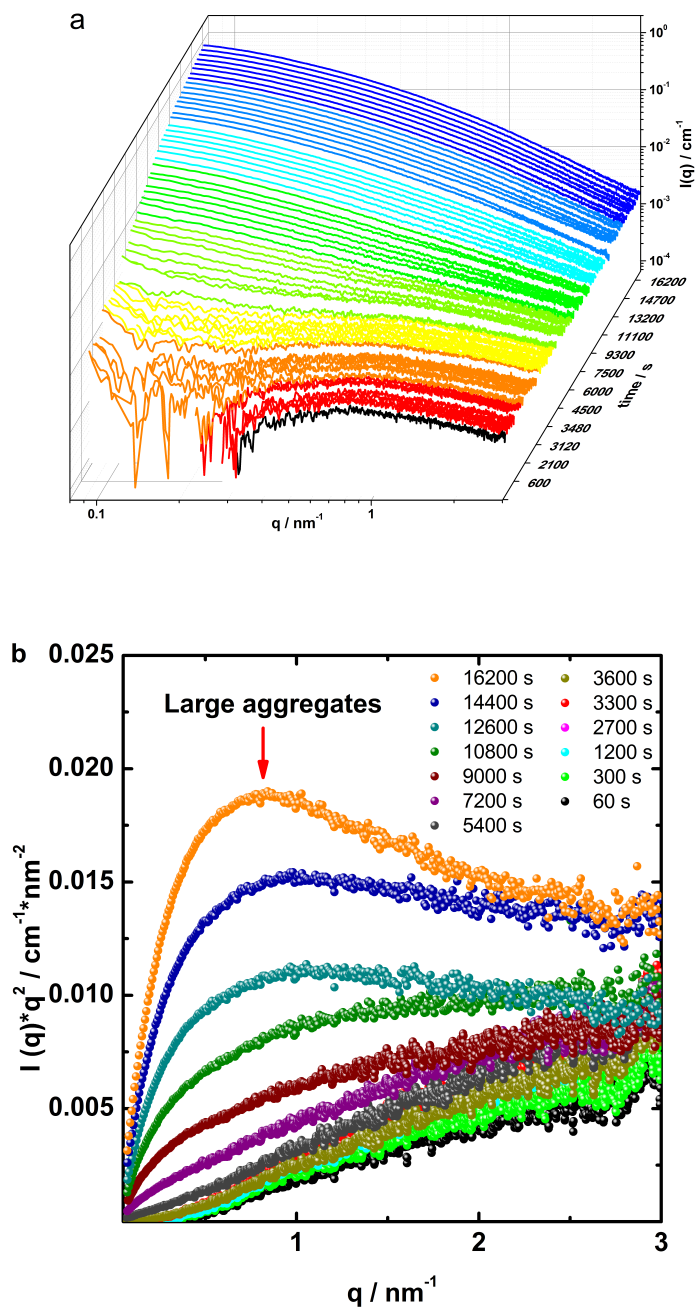 a
10⁰
10⁻¹
10⁻²
10⁻³
10⁻⁴
I(q) / cm⁻¹
16200
14700
13200
11100
9300
7500
6000
4500
3480
3120
2100
600
time / s
0.1
1
q / nm⁻¹
b
0.025
0.020
0.015
0.010
0.005
I (q)*q² / cm⁻¹*nm⁻²
Large aggregates
16200 s
14400 s
12600 s
10800 s
9000 s
7200 s
5400 s
3600 s
3300 s
2700 s
1200 s
300 s
60 s
1
2
3
q / nm⁻¹